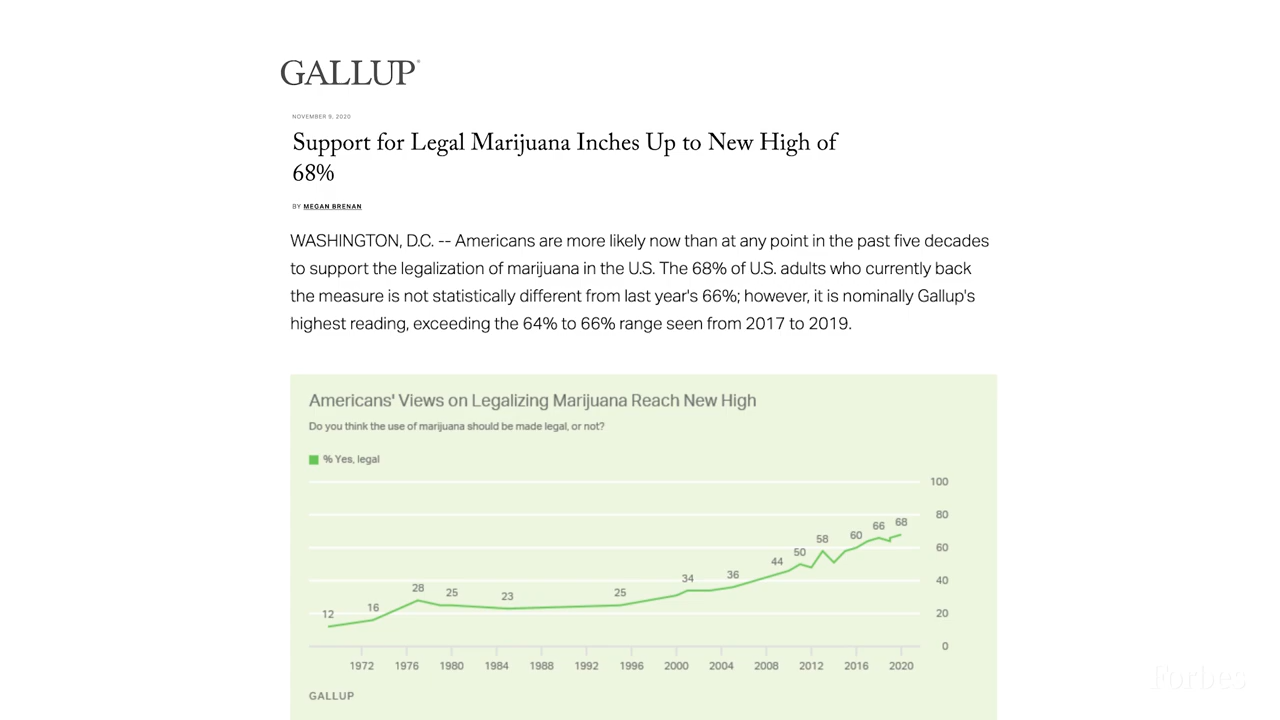 GALLUP
NOVEMBER 9, 2020
Support for Legal Marijuana Inches Up to New High of
68%
BY MEGAN BRENAN
WASHINGTON, D.C. -- Americans are more likely now than at any point in the past five decades
to support the legalization of marijuana in the U.S. The 68% of U.S. adults who currently back
the measure is not statistically different from last year's 66%; however, it is nominally Gallup's
highest reading, exceeding the 64% to 66% range seen from 2017 to 2019.
Americans' Views on Legalizing Marijuana Reach New High
Do you think the use of marijuana should be made legal, or not?
% Yes, legal
100
80
60
40
20
0
12 16 28 25 23 25 34 36 44 50 58 60 66 68
1972 1976 1980 1984 1988 1992 1996 2000 2004 2008 2012 2016 2020
GALLUP
Forbes